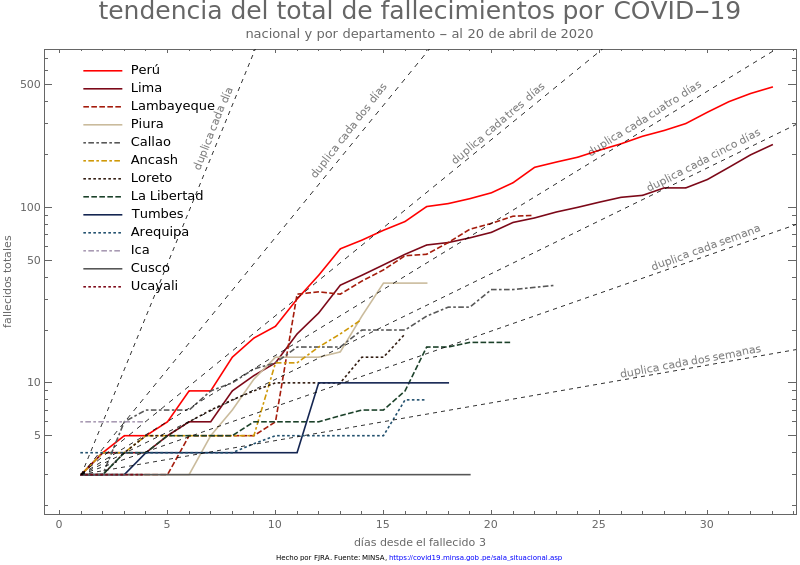 tendencia del total de fallecimientos por COVID−19
nacional y por departamento − al 20 de abril de 2020
Perú
Lima
Lambayeque
Piura
Callao
Ancash
Loreto
La Libertad
Tumbes
Arequipa
Ica
Cusco
Ucayali
duplica cada día
duplica cada dos días
duplica cada tres días
duplica cada cuatro días
duplica cada cinco días
duplica cada semana
duplica cada dos semanas
fallecidos totales
500
100
50
10
5
0 5 10 15 20 25 30
días desde el fallecido 3
Hecho por FJRA. Fuente: MINSA, https://covid19.minsa.gob.pe/sala_situacional.asp